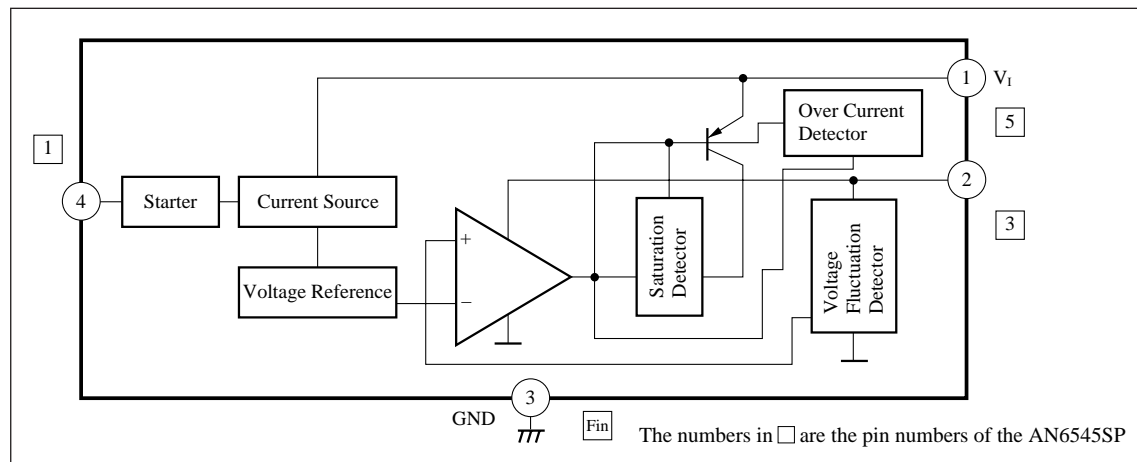 1
V_I
Over Current
Detector
5
1
2
4
Starter
Current Source
3
+
Saturation
Detector
Voltage
Fluctuation
Detector
Voltage Reference
−
3
GND
Fin
The numbers in □ are the pin numbers of the AN6545SP